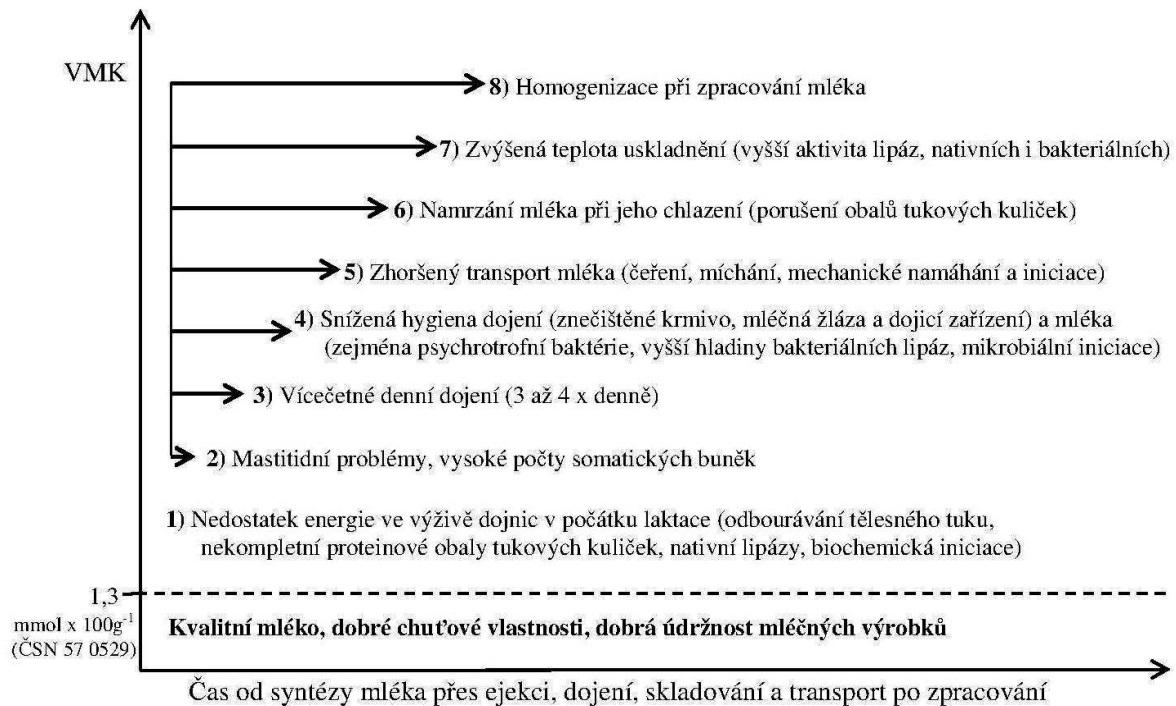 VMK
8) Homogenizace při zpracování mléka
7) Zvýšená teplota uskladnění (vyšší aktivita lipáz, nativních i bakteriálních)
6) Namrzání mléka při jeho chlazení (porušení obalů tukových kuliček)
5) Zhoršený transport mléka (čeření, míchání, mechanické namáhání a iniciace)
4) Snížená hygiena dojení (znečištěné krmivo, mléčná žláza a dojicí zařízení) a mléka
(zejména psychrotrofní baktérie, vyšší hladiny bakteriálních lipáz, mikrobiální iniciace)
3) Vícečetné denní dojení (3 až 4 x denně)
2) Mastitidní problémy, vysoké počty somatických buněk
1) Nedostatek energie ve výživě dojnic v počátku laktace (odbourávání tělesného tuku,
nekompletní proteinové obaly tukových kuliček, nativní lipázy, biochemická iniciace)
1,3
mmol x 100g⁻¹
(ČSN 57 0529)
Kvalitní mléko, dobré chuťové vlastnosti, dobrá údržnost mléčných výrobků
Čas od syntézy mléka přes ejekci, dojení, skladování a transport po zpracování